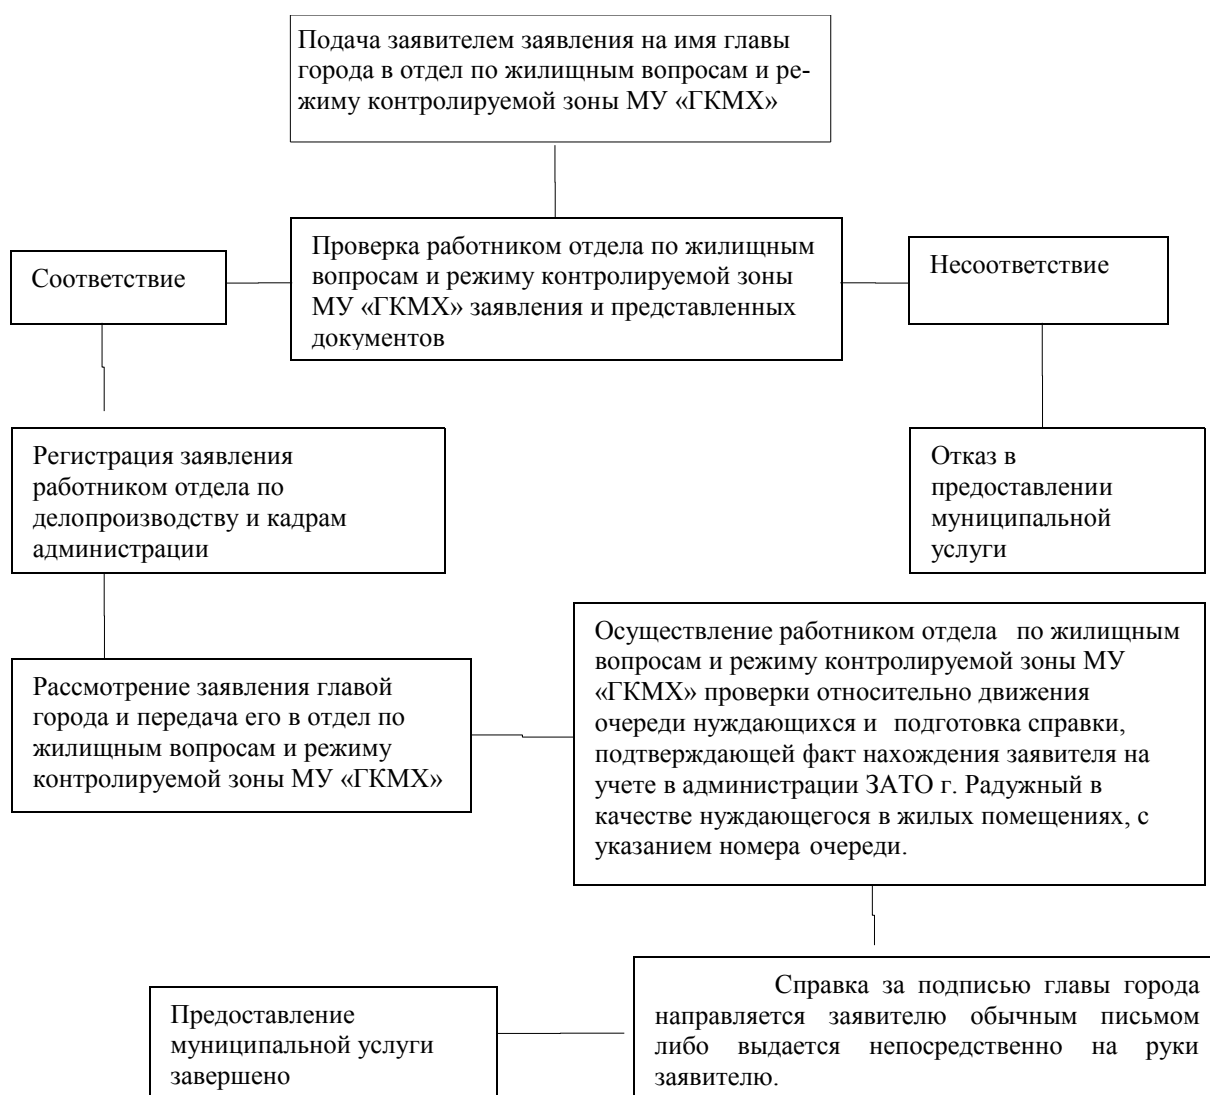 Подача заявителем заявления на имя главы
города в отдел по жилищным вопросам и ре-
жиму контролируемой зоны МУ «ГКМХ»
Соответствие
Проверка работником отдела по жилищным
вопросам и режиму контролируемой зоны
МУ «ГКМХ» заявления и представленных
документов
Несоответствие
Регистрация заявления
работником отдела по
делопроизводству и кадрам
администрации
Отказ в
предоставлении
муниципальной
услуги
Рассмотрение заявления главой
города и передача его в отдел по
жилищным вопросам и режиму
контролируемой зоны МУ «ГКМХ»
Осуществление работником отдела по жилищным
вопросам и режиму контролируемой зоны МУ
«ГКМХ» проверки относительно движения
очереди нуждающихся и подготовка справки,
подтверждающей факт нахождения заявителя на
учете в администрации ЗАТО г. Радужный в
качестве нуждающегося в жилых помещениях, с
указанием номера очереди.
Справка за подписью главы города
направляется заявителю обычным письмом
либо выдается непосредственно на руки
заявителю.
Предоставление
муниципальной услуги
завершено